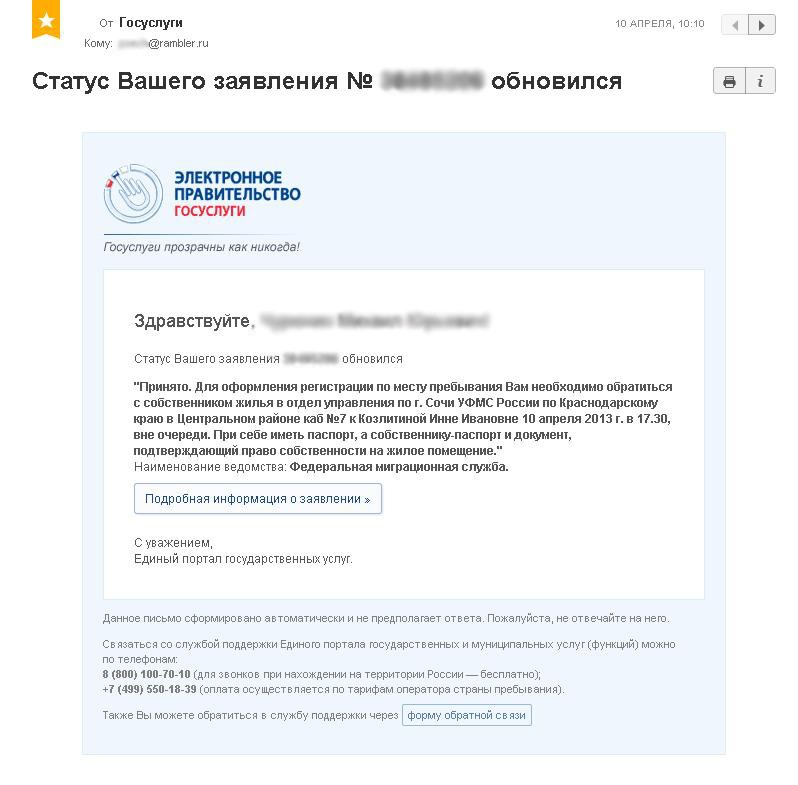 От Госуслуги
10 АПРЕЛЯ, 10:10
Кому: @rambler.ru
Статус Вашего заявления № обновился
ЭЛЕКТРОННОЕ
ПРАВИТЕЛЬСТВО
ГОСУСЛУГИ
Госуслуги прозрачны как никогда!
Здравствуйте,
Статус Вашего заявления обновился
"Принято. Для оформления регистрации по месту пребывания Вам необходимо обратиться
с собственником жилья в отдел управления по г. Сочи УФМС России по Краснодарскому
краю в Центральном районе каб №7 к Козлитиной Инне Ивановне 10 апреля 2013 г. в 17.30,
вне очереди. При себе иметь паспорт, а собственнику-паспорт и документ,
подтверждающий право собственности на жилое помещение."
Наименование ведомства: Федеральная миграционная служба.
Подробная информация о заявлении »
С уважением,
Единый портал государственных услуг.
Данное письмо сформировано автоматически и не предполагает ответа. Пожалуйста, не отвечайте на него.
Связаться со службой поддержки Единого портала государственных и муниципальных услуг (функций) можно
по телефонам:
8 (800) 100-70-10 (для звонков при нахождении на территории России — бесплатно);
+7 (499) 550-18-39 (оплата осуществляется по тарифам оператора страны пребывания).
Также Вы можете обратиться в службу поддержки через форму обратной связи